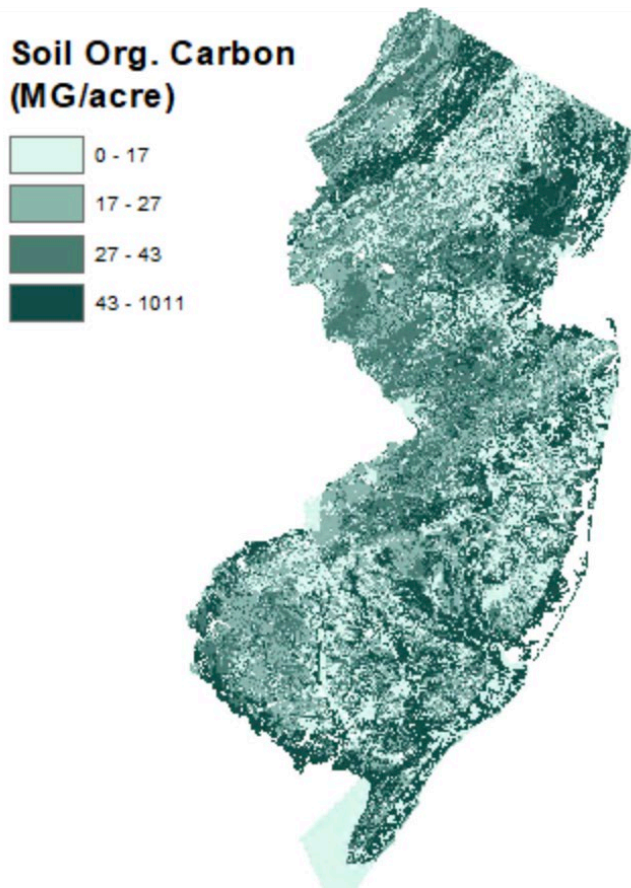 Soil Org. Carbon
(MG/acre)
0 - 17
17 - 27
27 - 43
43 - 1011